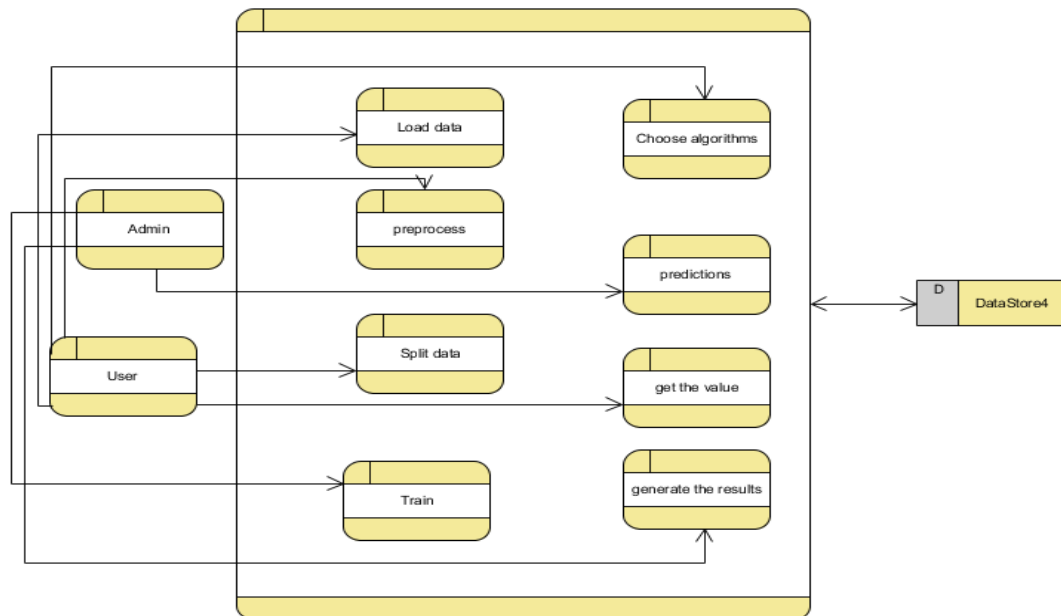 Load data
Choose algorithms
Admin
preprocess
predictions
D
DataStore4
Split data
User
get the value
Train
generate the results